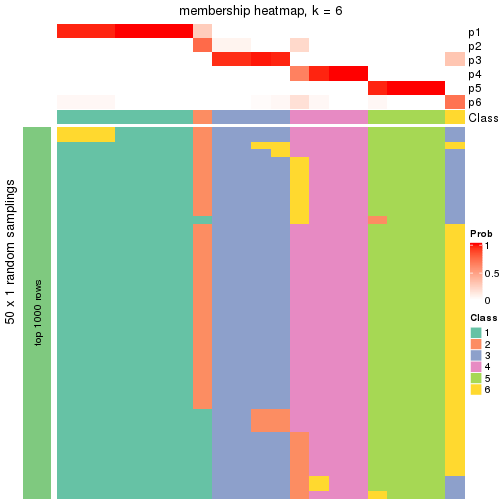 membership heatmap, k = 6
p1
p2
p3
p4
p5
p6
Class
50 x 1 random samplings
top 1000 rows
Prob
1
0.5
0
Class
1
2
3
4
5
6